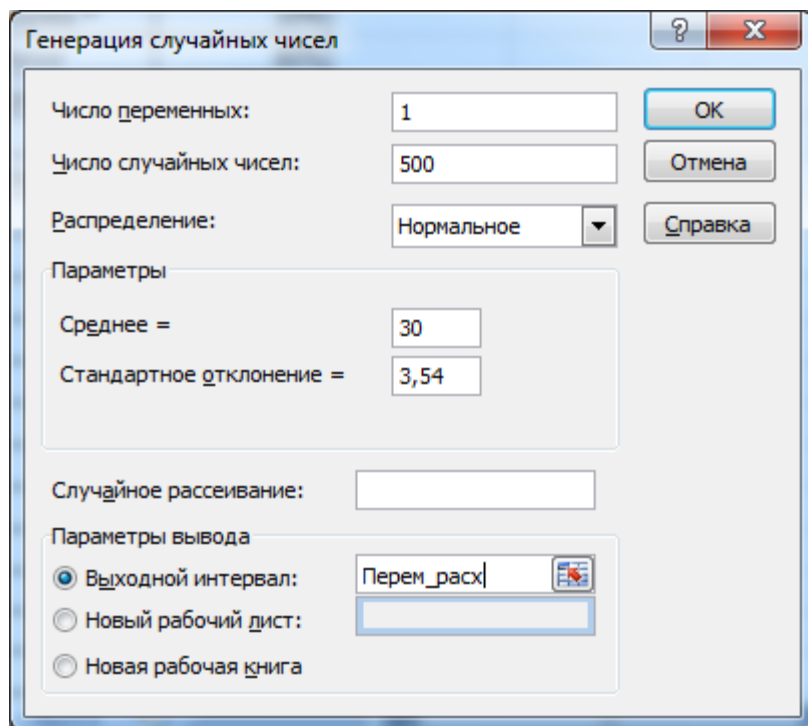 Генерация случайных чисел
Число переменных: 1 ОК
Число случайных чисел: 500 Отмена
Распределение: Нормальное Справка
Параметры
Среднее = 30
Стандартное отклонение = 3,54
Случайное рассеивание:
Параметры вывода
Выходной интервал: Перем_расх
Новый рабочий лист:
Новая рабочая книга